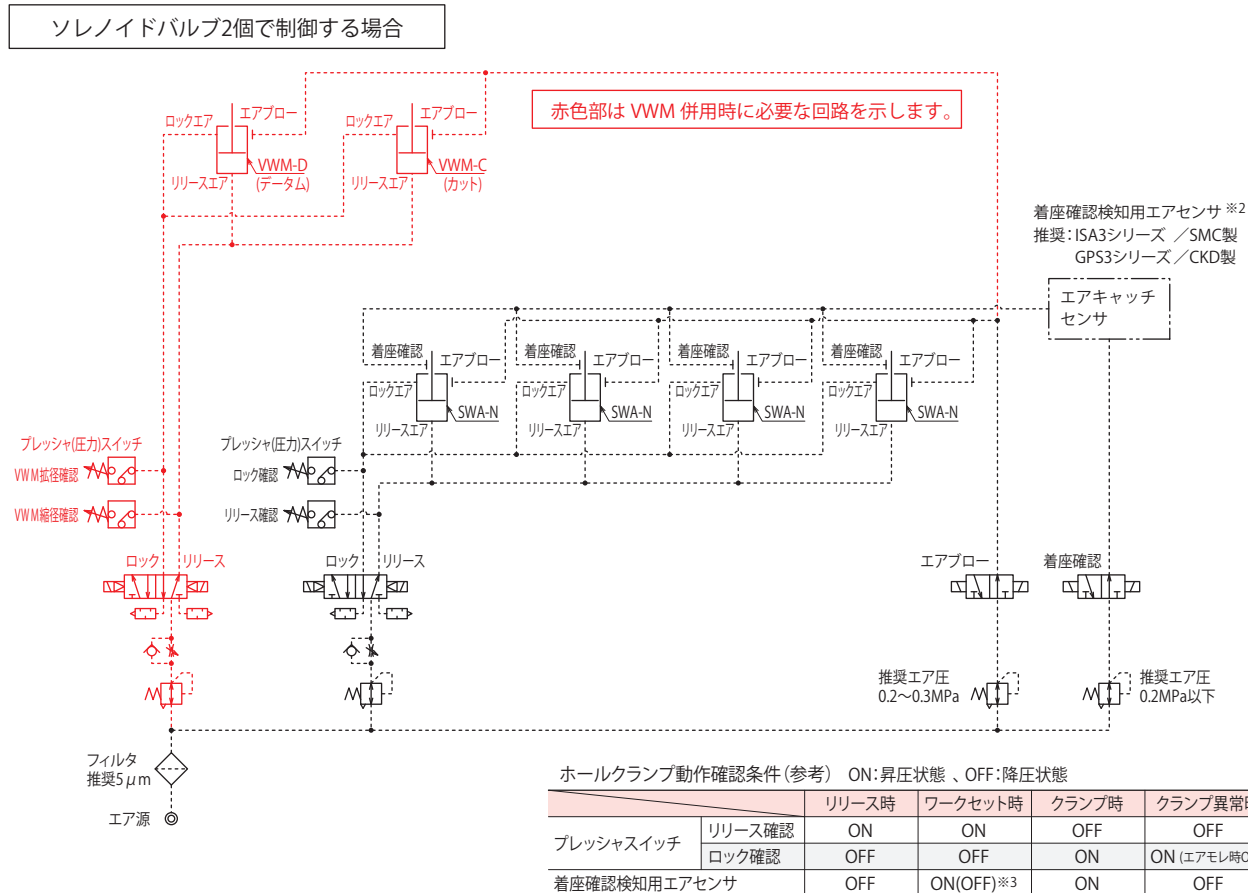 ソレノイドバルブ2個で制御する場合
赤色部は VWM 併用時に必要な回路を示します。
ロックエア
エアブロー
VWM-D
(データム)
リリースエア
ロックエア
エアブロー
VWM-C
(カット)
リリースエア
着座確認検知用エアセンサ ※2
推奨：ISA3シリーズ ／SMC製
GPS3シリーズ／CKD製
エアキャッチ
センサ
着座確認
エアブロー
ロックエア
SWA-N
リリースエア
着座確認
エアブロー
ロックエア
SWA-N
リリースエア
着座確認
エアブロー
ロックエア
SWA-N
リリースエア
着座確認
エアブロー
ロックエア
SWA-N
リリースエア
プレッシャ(圧力)スイッチ
VWM拡径確認
VWM縮径確認
プレッシャ(圧力)スイッチ
ロック確認
リリース確認
ロック
リリース
ロック
リリース
エアブロー
着座確認
推奨エア圧
0.2～0.3MPa
推奨エア圧
0.2MPa以下
フィルタ
推奨5μm
エア源
ホールクランプ動作確認条件(参考) ON：昇圧状態 、OFF：降圧状態
リリース時 ワークセット時 クランプ時 クランプ異常時
プレッシャスイッチ リリース確認 ON ON OFF OFF
ロック確認 OFF OFF ON ON (エアモレ時O
着座確認検知用エアセンサ OFF ON(OFF)※3 ON OFF